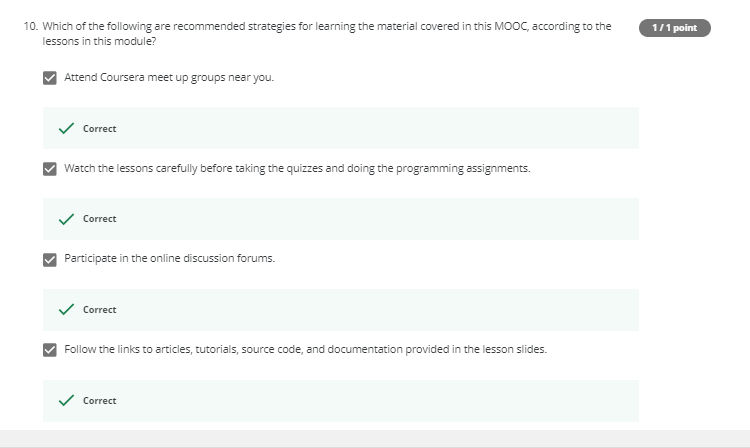 10. Which of the following are recommended strategies for learning the material covered in this MOOC, according to the
lessons in this module?
1 / 1 point
Attend Coursera meet up groups near you.
Correct
Watch the lessons carefully before taking the quizzes and doing the programming assignments.
Correct
Participate in the online discussion forums.
Correct
Follow the links to articles, tutorials, source code, and documentation provided in the lesson slides.
Correct